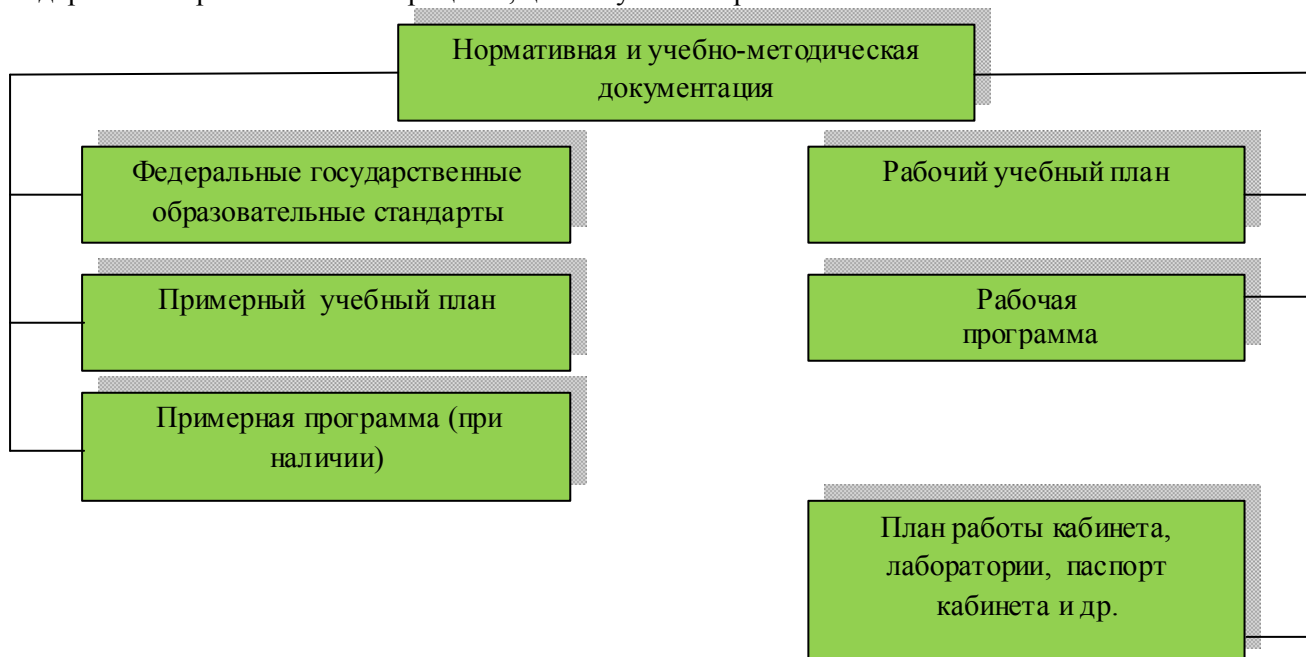 Нормативная и учебно-методическая
документация
Федеральные государственные
образовательные стандарты
Рабочий учебный план
Примерный учебный план
Рабочая
программа
Примерная программа (при
наличии)
План работы кабинета,
лаборатории, паспорт
кабинета и др.